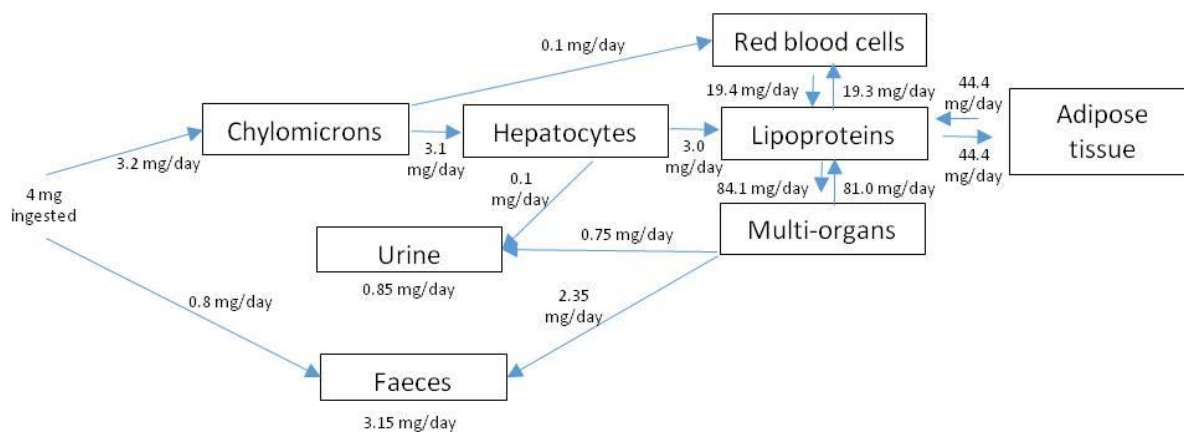 Red blood cells
0.1 mg/day
19.4 mg/day
19.3 mg/day
44.4
mg/day
Adipose
tissue
Chylomicrons
Hepatocytes
Lipoproteins
3.2 mg/day
3.1
mg/day
3.0
mg/day
44.4
mg/day
4 mg
ingested
0.1
mg/day
84.1 mg/day
81.0 mg/day
Multi-organs
Urine
0.75 mg/day
0.85 mg/day
0.8 mg/day
2.35
mg/day
Faeces
3.15 mg/day